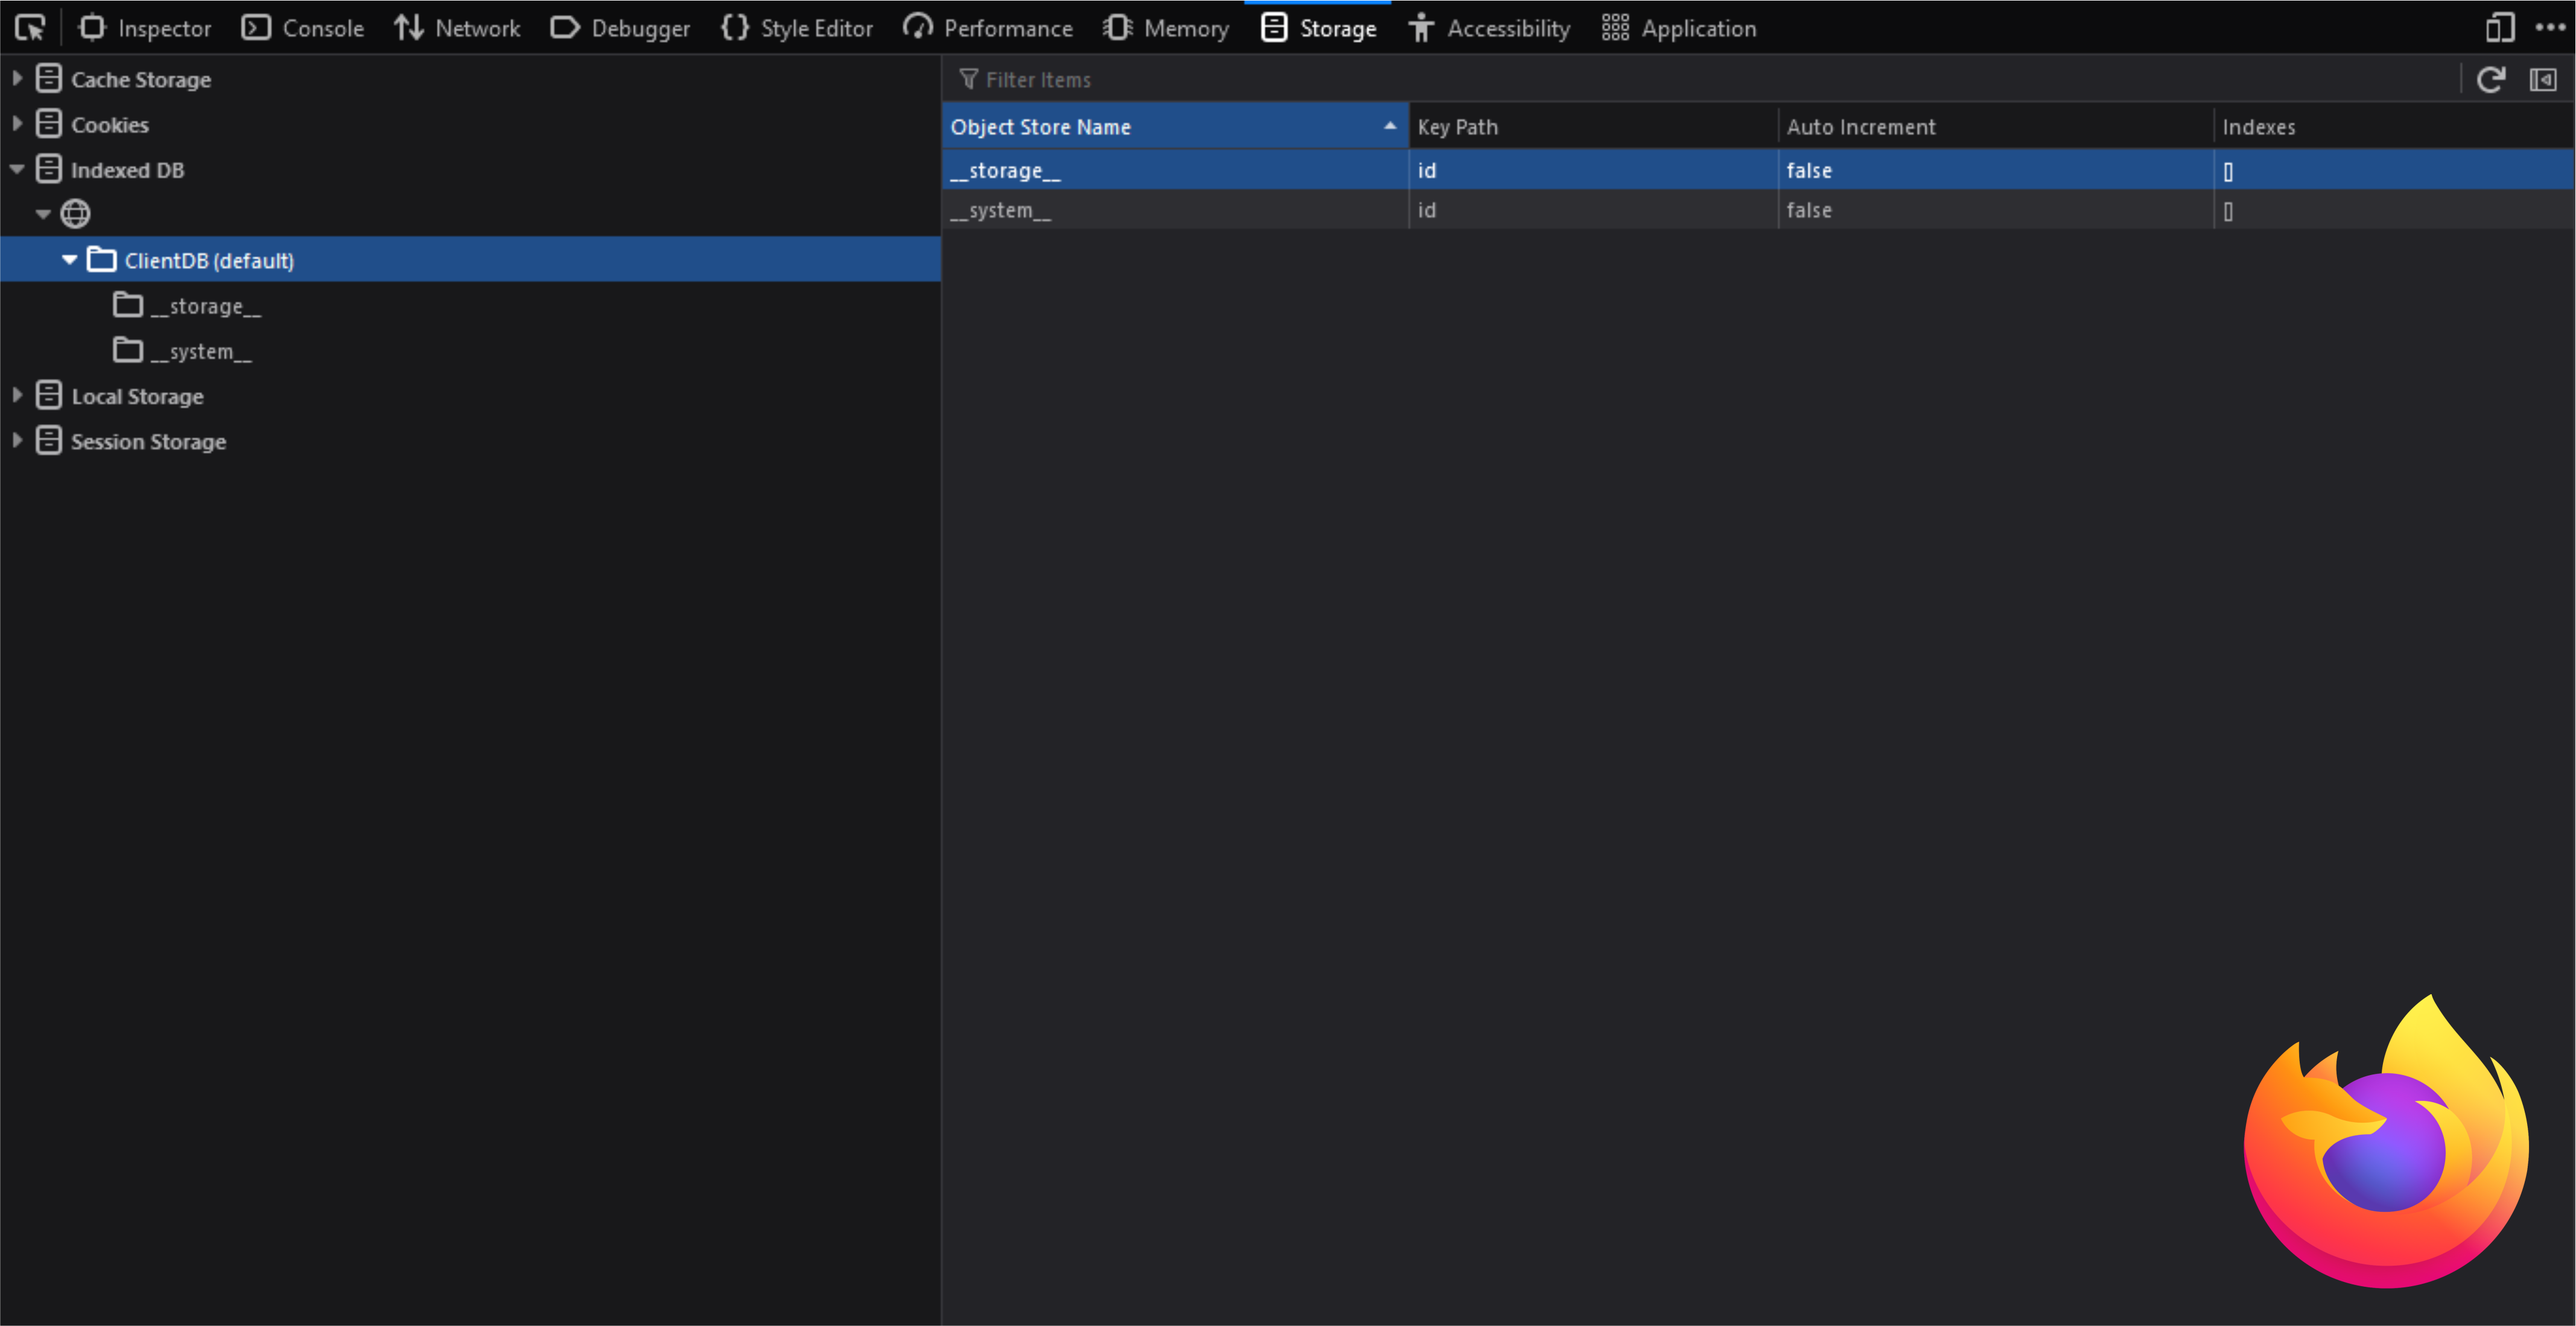 Inspector Console Network Debugger Style Editor Performance Memory Storage Accessibility Application
Cache Storage
Cookies
Indexed DB
ClientDB (default)
__storage__
__system__
Local Storage
Session Storage
Filter Items
Object Store Name Key Path Auto Increment Indexes
__storage__ id false []
__system__ id false []